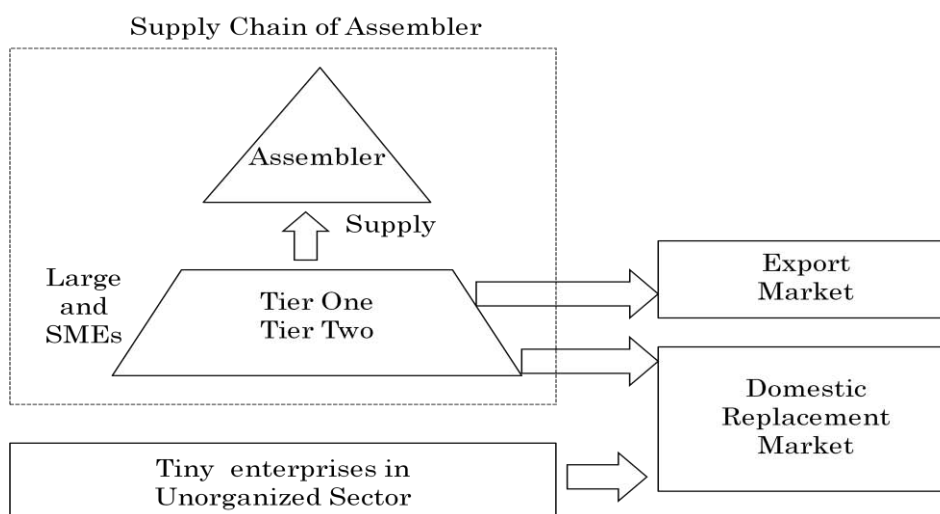 Supply Chain of Assembler
Assembler
Supply
Large
and
SMEs
Tier One
Tier Two
Export
Market
Domestic
Replacement
Market
Tiny enterprises in
Unorganized Sector